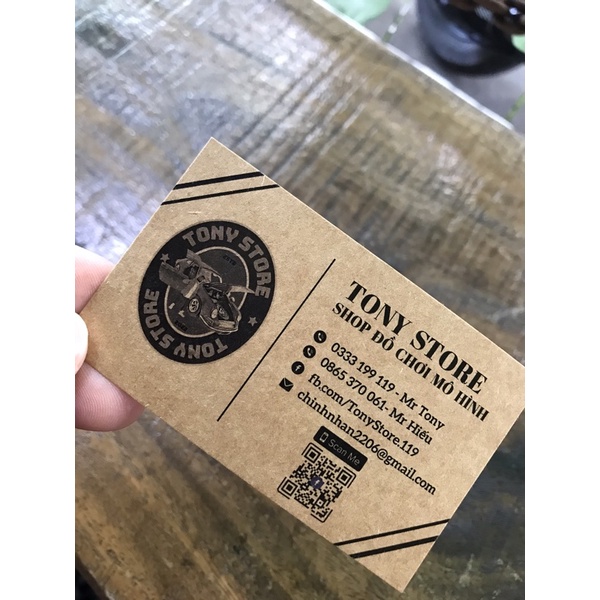 TONY STORE
TONY STORE
TONY STORE
SHOP ĐỒ CHƠI MÔ HÌNH
0333 199 119 - Mr Tony
0865 370 061- Mr Hiếu
fb.com/TonyStore.119
chinhnhan2206@gmail.com
Scan Me